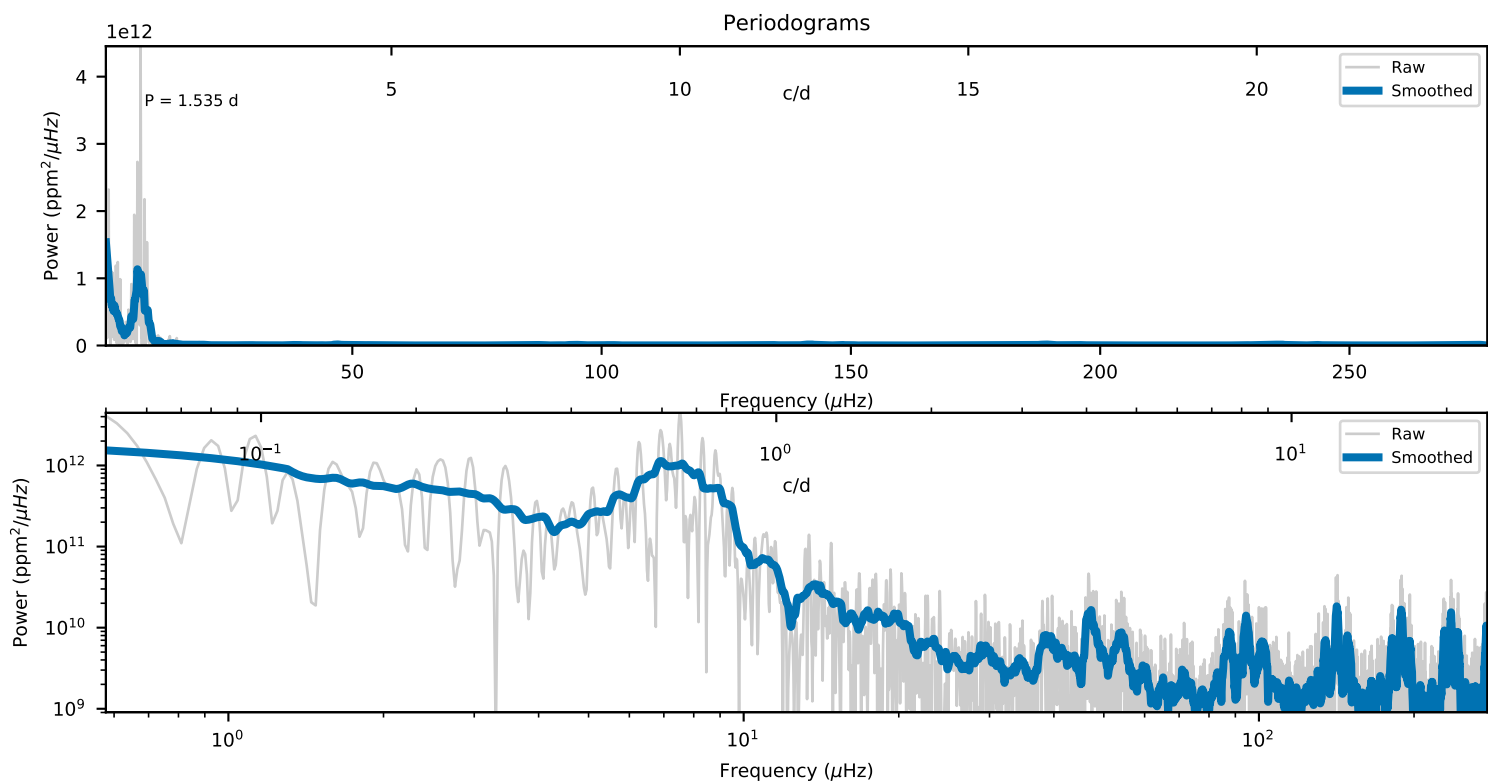 Periodograms
1e12
5 10 15 20
c/d
P = 1.535 d
Raw
Smoothed
Power (ppm²/μHz)
4
3
2
1
0
50 100 150 200 250
Frequency (μHz)
10⁻¹ 10⁰ 10¹
c/d
Raw
Smoothed
Power (ppm²/μHz)
10¹²
10¹¹
10¹⁰
10⁹
10⁰ 10¹ 10²
Frequency (μHz)